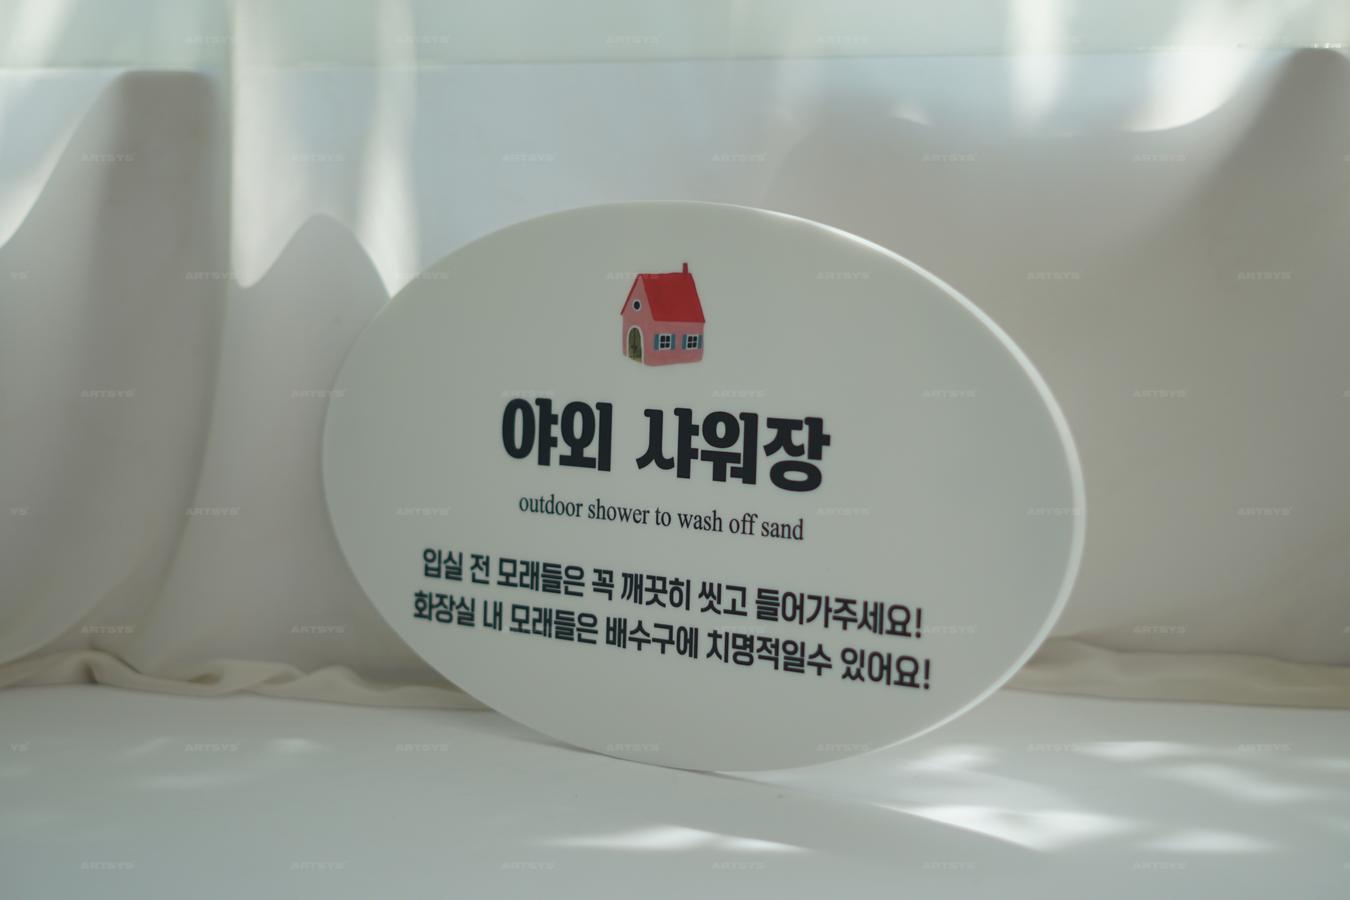 야외 샤워장
outdoor shower to wash off sand
입실 전 모래들은 꼭 깨끗히 씻고 들어가주세요!
화장실 내 모래들은 배수구에 치명적일수 있어요!
ARTSYS